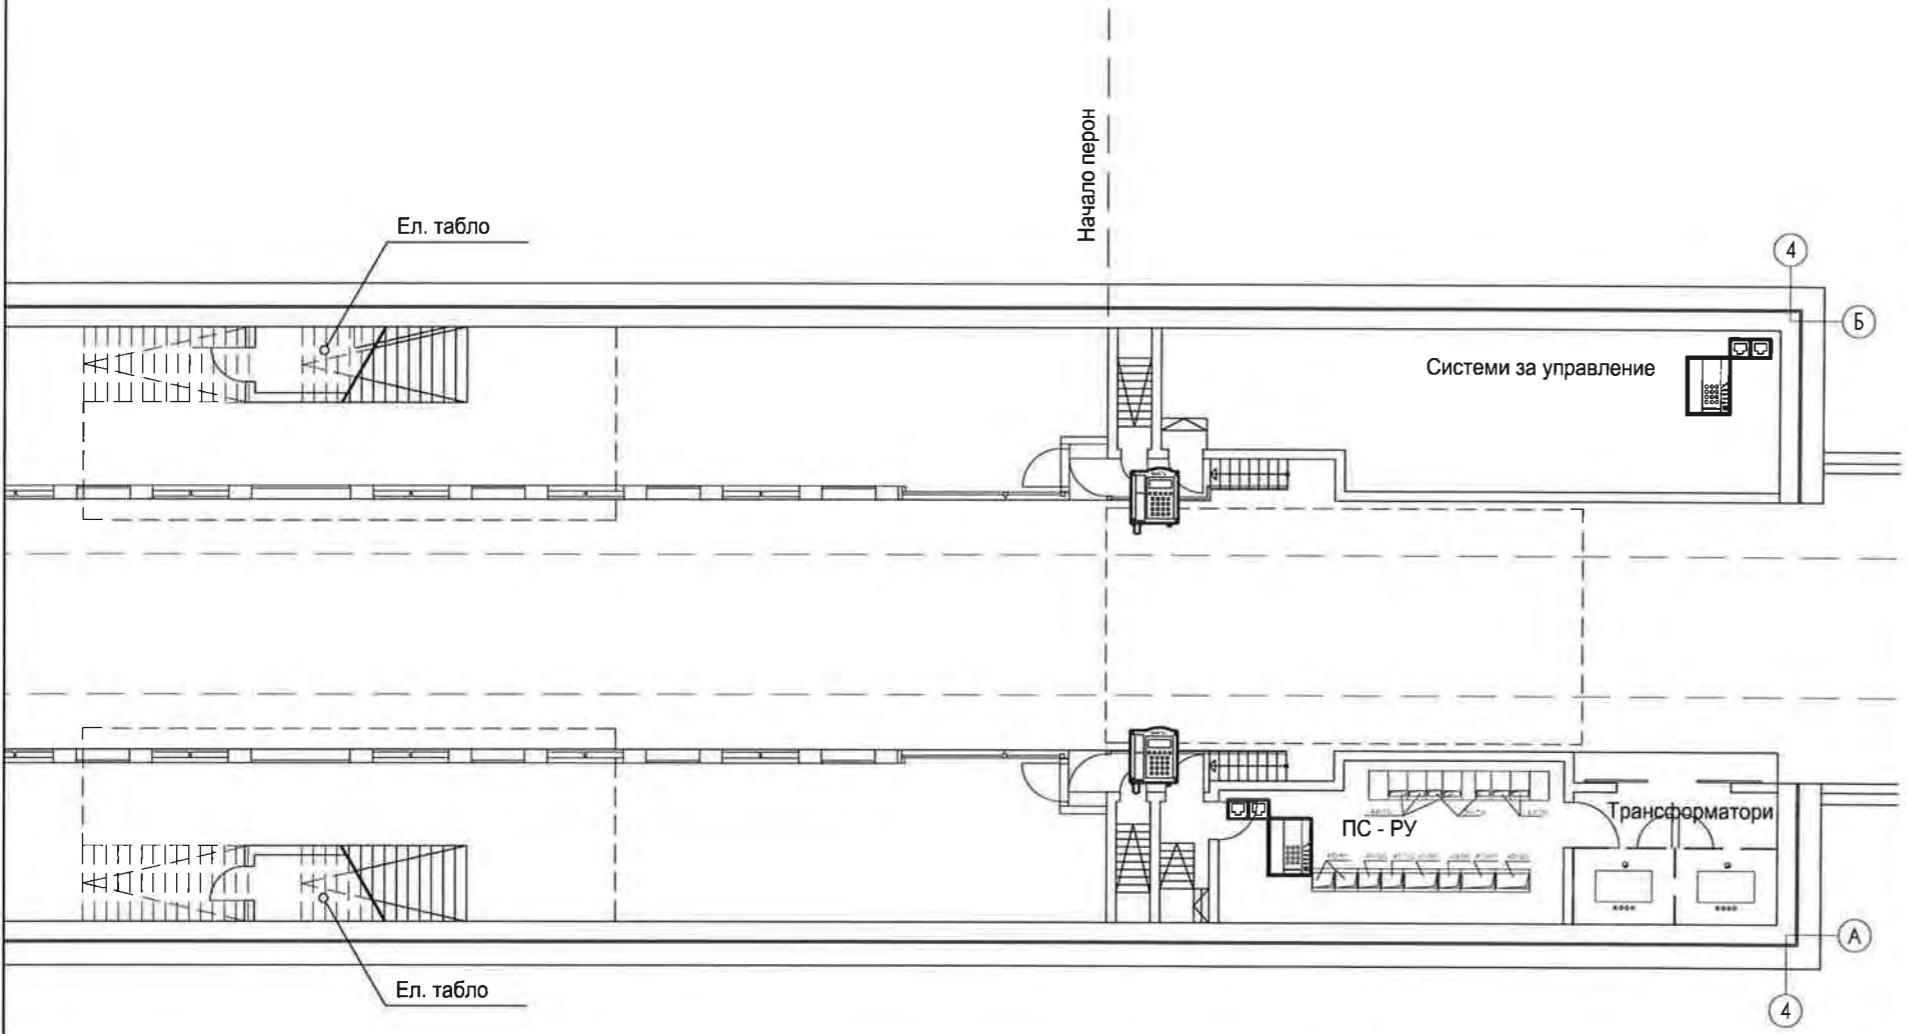 Начало перон
Ел. табло
4
Б
Системи за управление
ПС - РУ
Трансформатори
А
Ел. табло
4